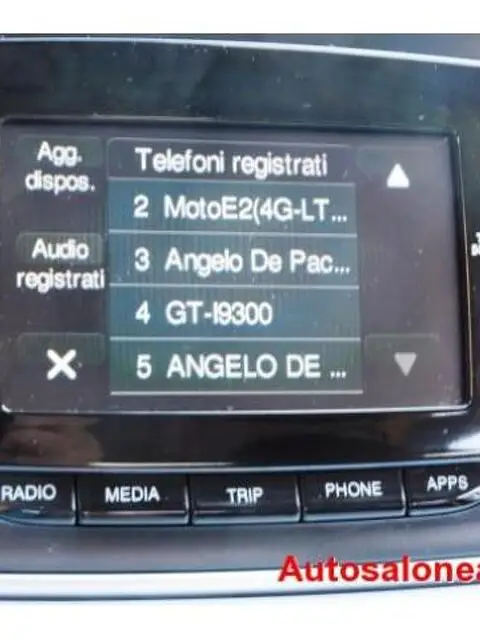 Agg.
dispos.
Telefoni registrati
2 MotoE2(4G-LT...
Audio
registrati
3 Angelo De Pac...
4 GT-I9300
5 ANGELO DE ...
RADIO
MEDIA
TRIP
PHONE
APPS
Autosalonea